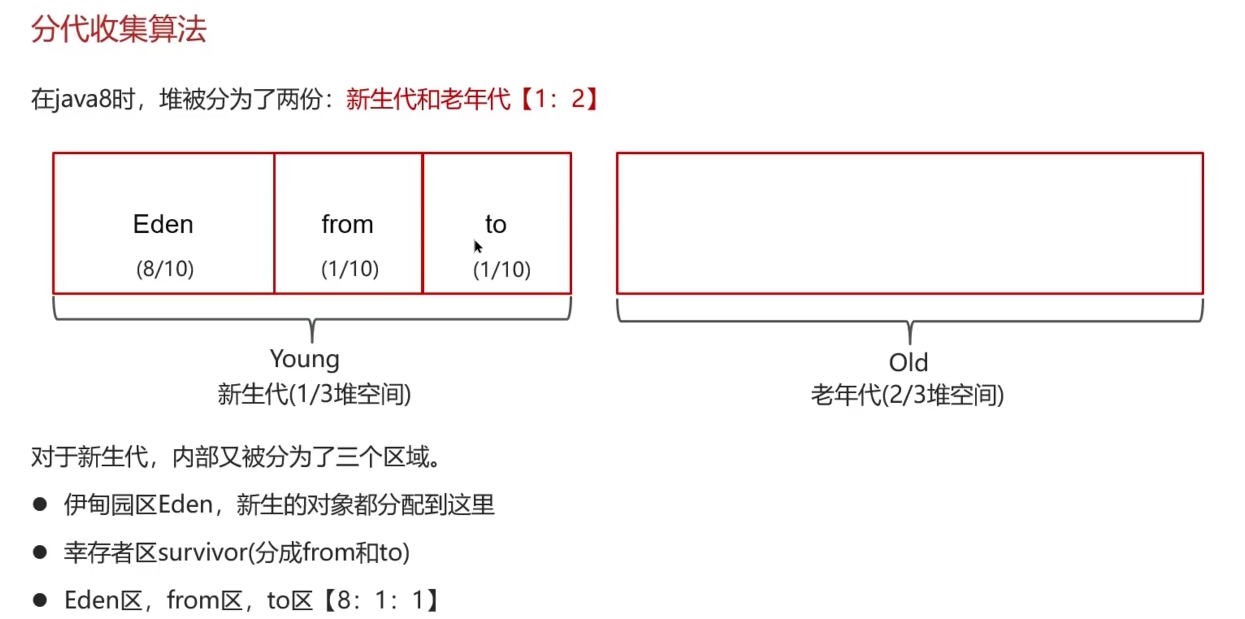 分代收集算法
在java8时，堆被分为了两份：新生代和老年代【1：2】
Eden from to
(8/10) (1/10) (1/10)
Young
新生代(1/3堆空间)
Old
老年代(2/3堆空间)
对于新生代，内部又被分为了三个区域。
● 伊甸园区Eden，新生的对象都分配到这里
● 幸存者区survivor(分成from和to)
● Eden区，from区，to区【8：1：1】